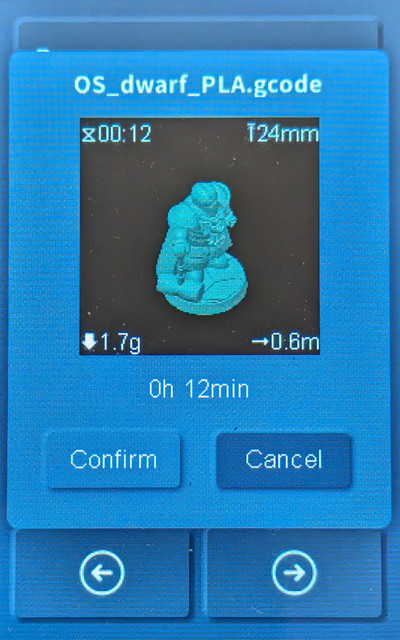 OS_dwarf_PLA.gcode
00:12 24mm
1.7g →0.6m
0h 12min
Confirm Cancel